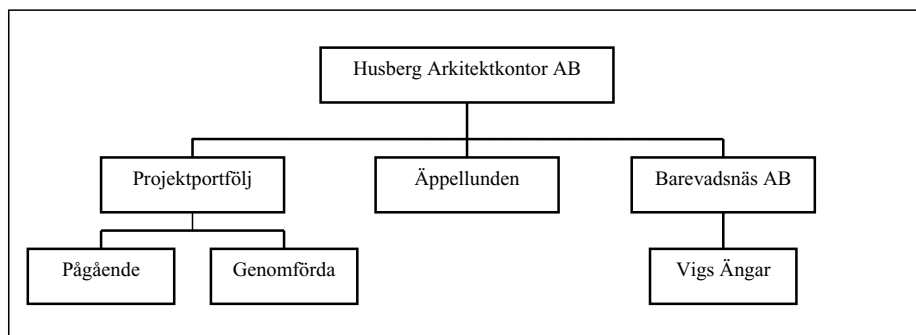 Husberg Arkitektkontor AB
Projektportfölj
Äppellunden
Barevadsnäs AB
Pågående
Genomförda
Vigs Ängar